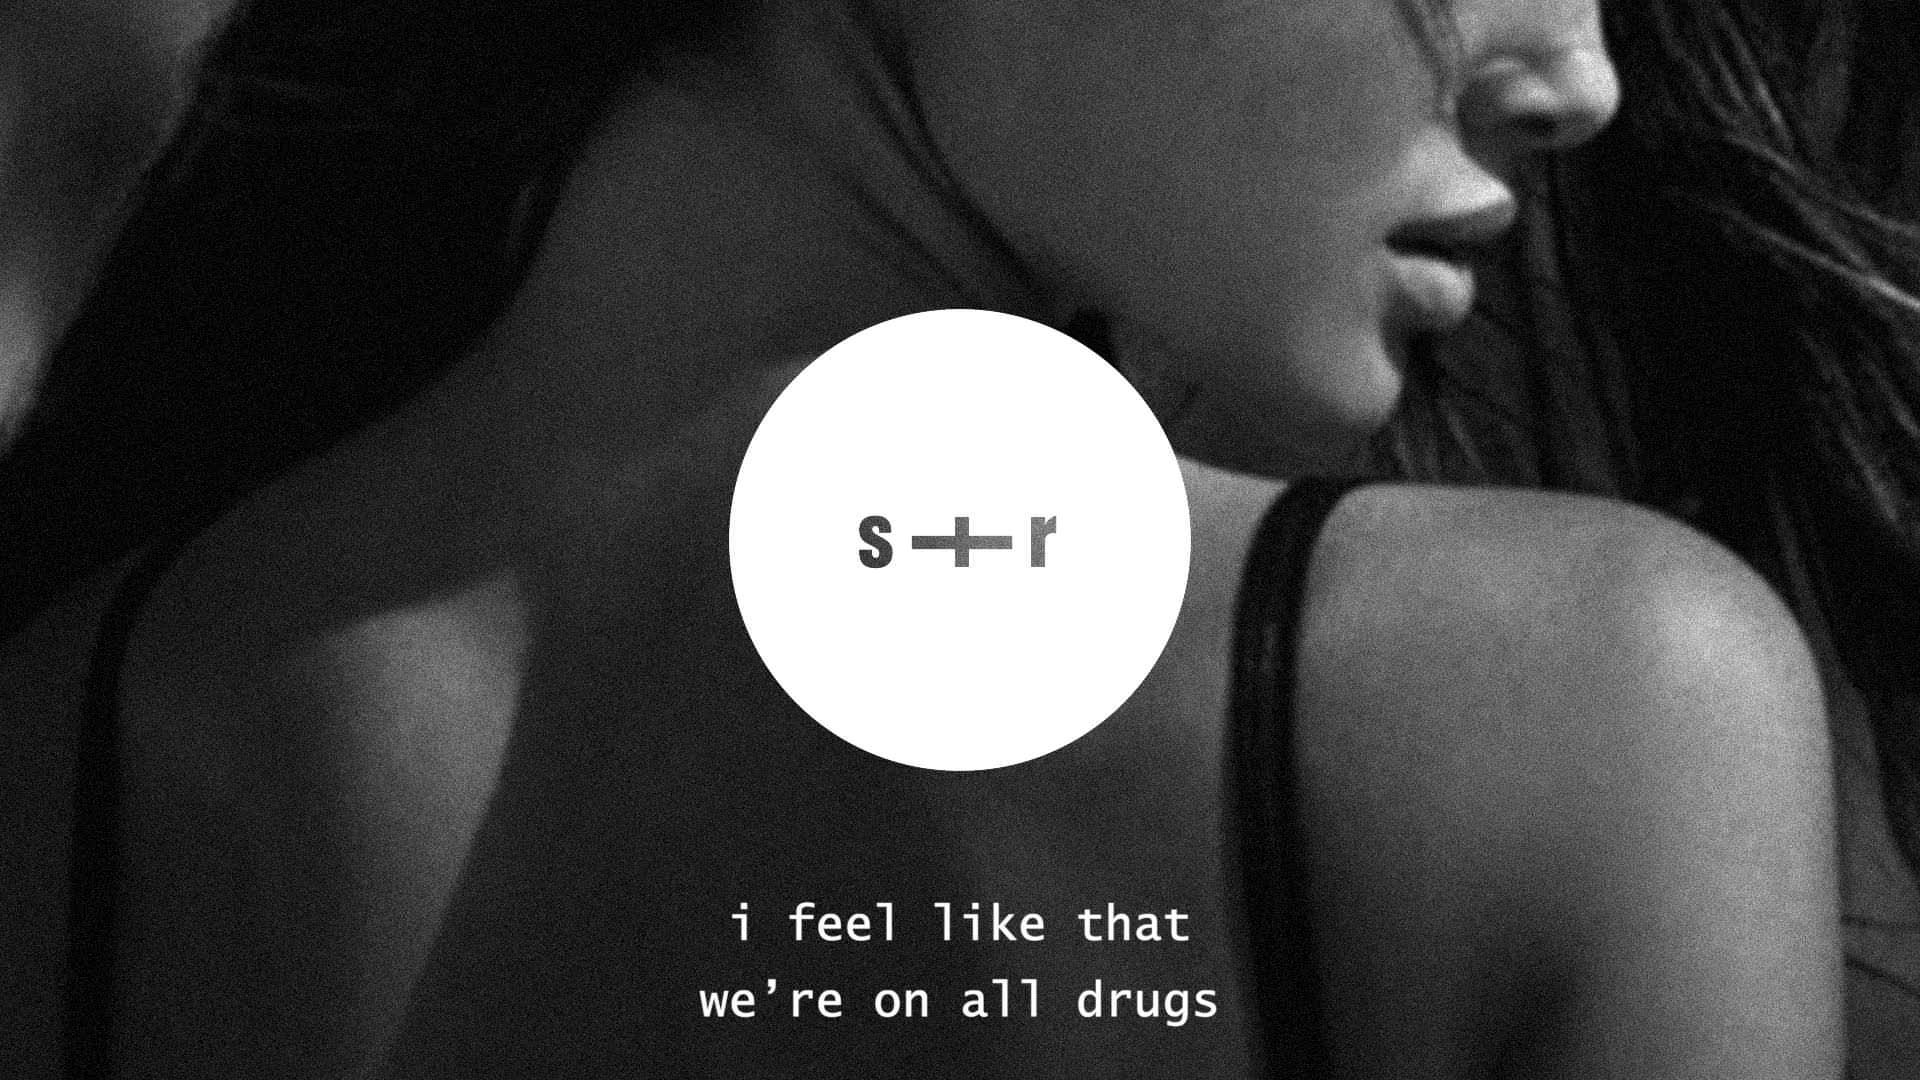 s+r
i feel like that
we’re on all drugs